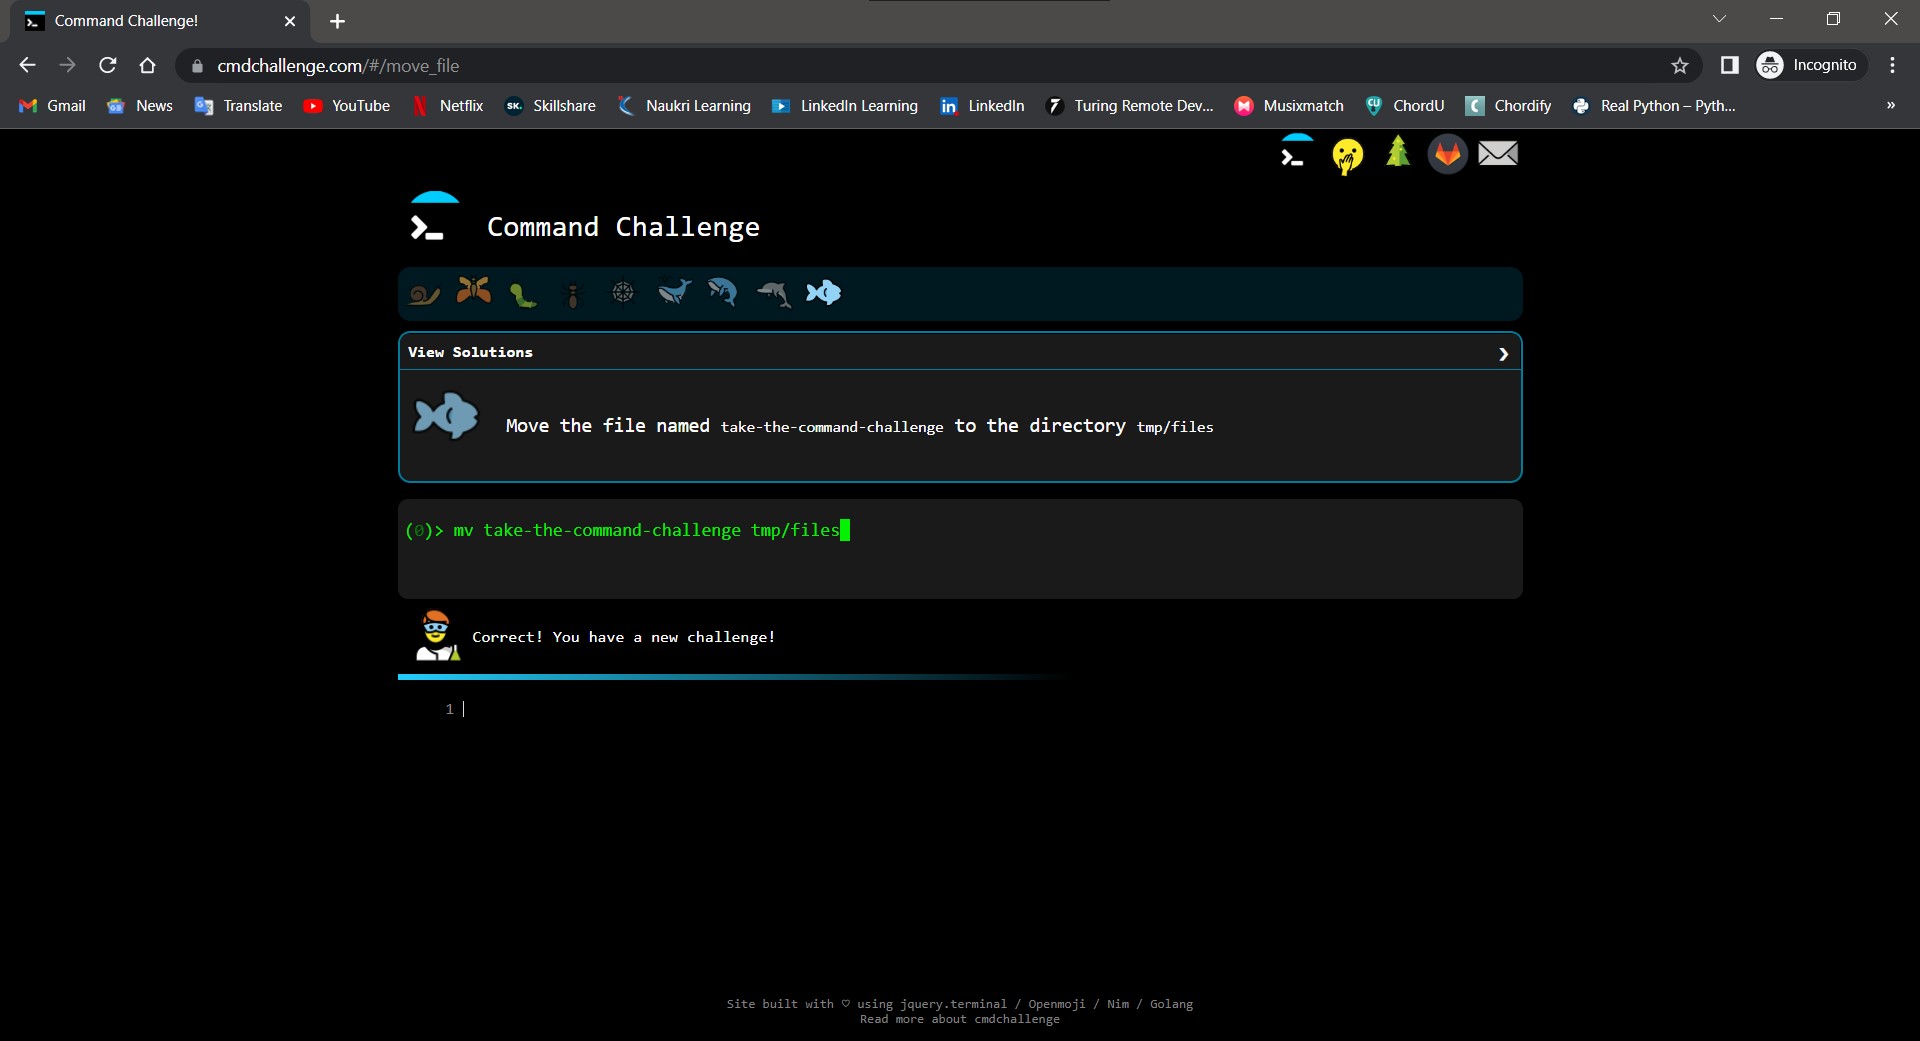 Command Challenge!
cmdchallenge.com/#/move_file
Incognito
Gmail News Translate YouTube Netflix SK. Skillshare Naukri Learning LinkedIn Learning in LinkedIn Turing Remote Dev... Musixmatch CU ChordU C Chordify Real Python – Pyth... »
Command Challenge
View Solutions
Move the file named take-the-command-challenge to the directory tmp/files
(0)> mv take-the-command-challenge tmp/files
Correct! You have a new challenge!
1
Site built with ♡ using jquery.terminal / Openmoji / Nim / Golang
Read more about cmdchallenge